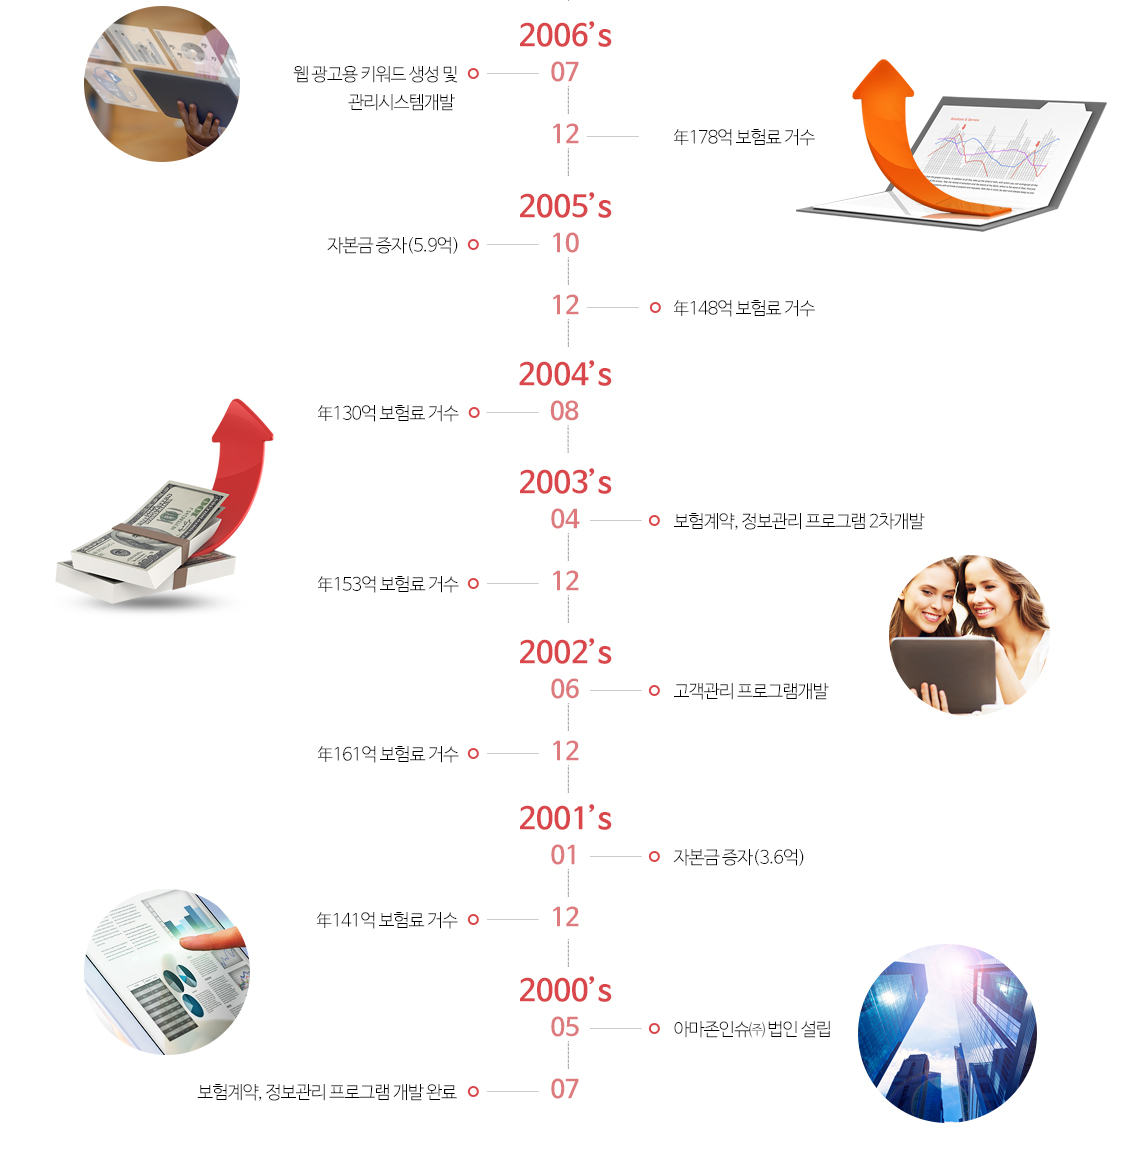 2006's
07
웹 광고용 키워드 생성 및
관리시스템개발
12
年178억 보험료 거수
2005's
10
자본금 증자(5.9억)
12
年148억 보험료 거수
2004's
08
年130억 보험료 거수
2003's
04
보험계약, 정보관리 프로그램 2차개발
12
年153억 보험료 거수
2002's
06
고객관리 프로그램개발
12
年161억 보험료 거수
2001's
01
자본금 증자(3.6억)
12
年141억 보험료 거수
2000's
05
아마존인슈㈜ 법인 설립
07
보험계약, 정보관리 프로그램 개발 완료